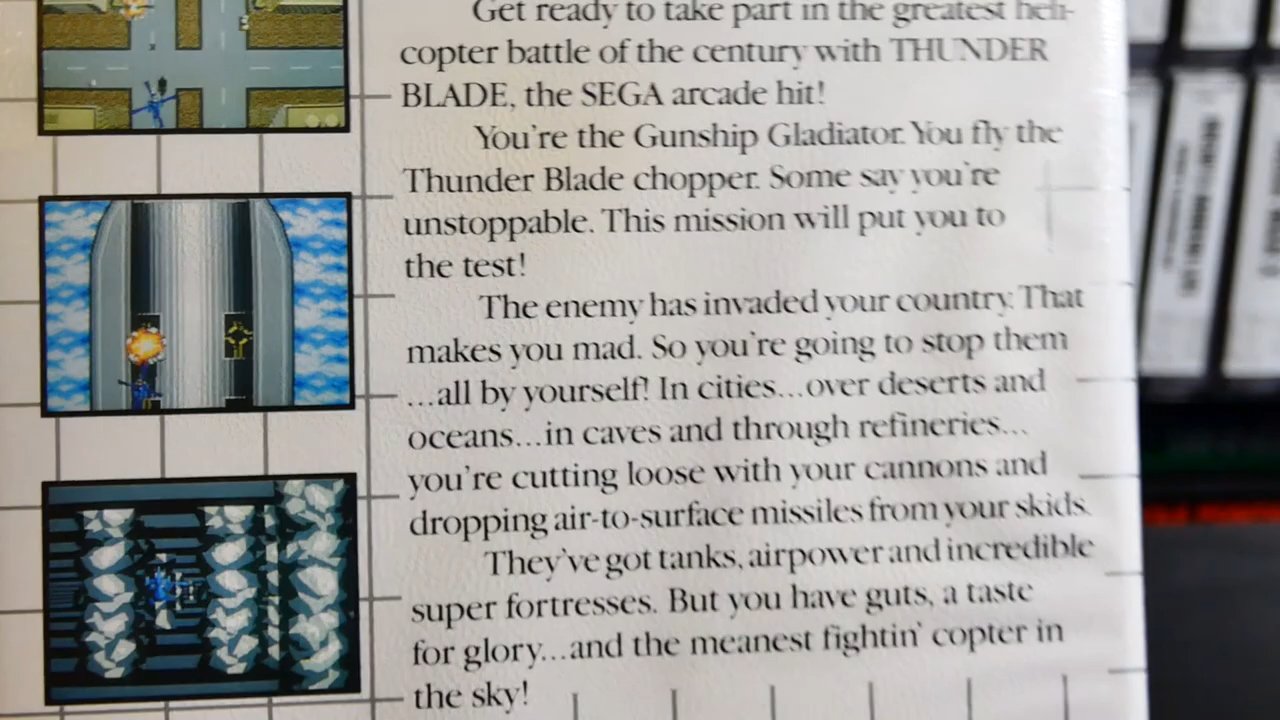 Get ready to take part in the greatest heli-
copter battle of the century with THUNDER
BLADE, the SEGA arcade hit!
You're the Gunship Gladiator. You fly the
Thunder Blade chopper. Some say you're
unstoppable. This mission will put you to
the test!
The enemy has invaded your country. That
makes you mad. So you're going to stop them
...all by yourself! In cities...over deserts and
oceans...in caves and through refineries...
you're cutting loose with your cannons and
dropping air-to-surface missiles from your skids.
They've got tanks, airpower and incredible
super fortresses. But you have guts, a taste
for glory...and the meanest fightin' copter in
the sky!